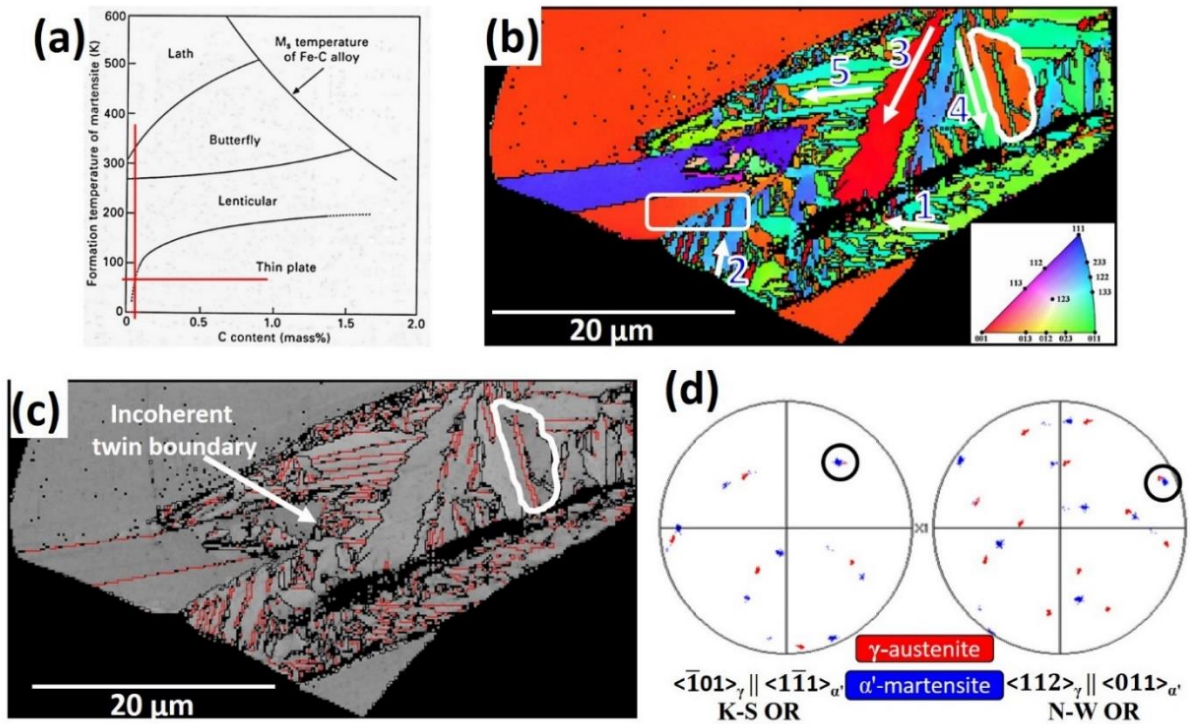 (a)
600
500
400
300
200
100
0
0
0.5
1.0
1.5
2.0
Formation temperature of martensite (K)
C content (mass%)
Lath
Ms temperature
of Fe-C alloy
Butterfly
Lenticular
Thin plate
(b)
3
5
4
1
2
20 μm
111
112
233
122
113
133
123
001
013
012
023
011
(c)
Incoherent
twin boundary
20 μm
(d)
γ-austenite
α'-martensite
<1̅01>γ || <11̅1>α'
K-S OR
<112>γ || <011>α'
N-W OR